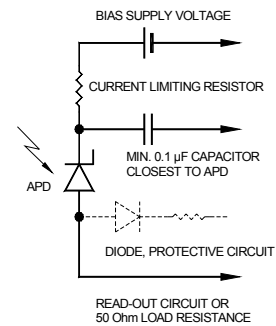 BIAS SUPPLY VOLTAGE
CURRENT LIMITING RESISTOR
MIN. 0.1 µF CAPACITOR
CLOSEST TO APD
APD
DIODE, PROTECTIVE CIRCUIT
READ-OUT CIRCUIT OR
50 Ohm LOAD RESISTANCE